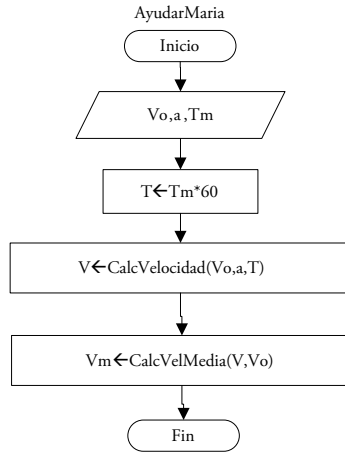 AyudarMaria
Inicio
Vo,a ,Tm
T←Tm*60
V←CalcVelocidad(Vo,a,T)
Vm←CalcVelMedia(V,Vo)
Fin